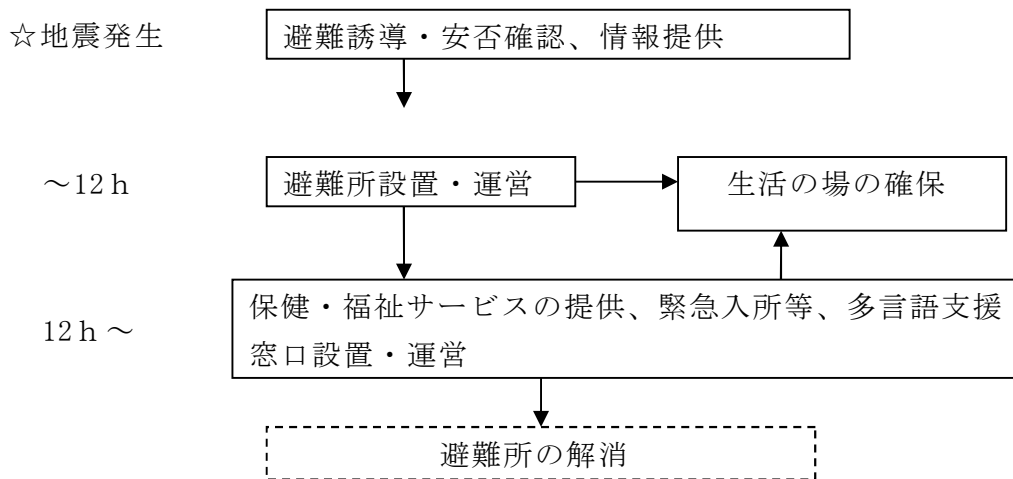 ☆地震発生
避難誘導・安否確認、情報提供
～12ｈ
避難所設置・運営
生活の場の確保
12ｈ～
保健・福祉サービスの提供、緊急入所等、多言語支援
窓口設置・運営
避難所の解消